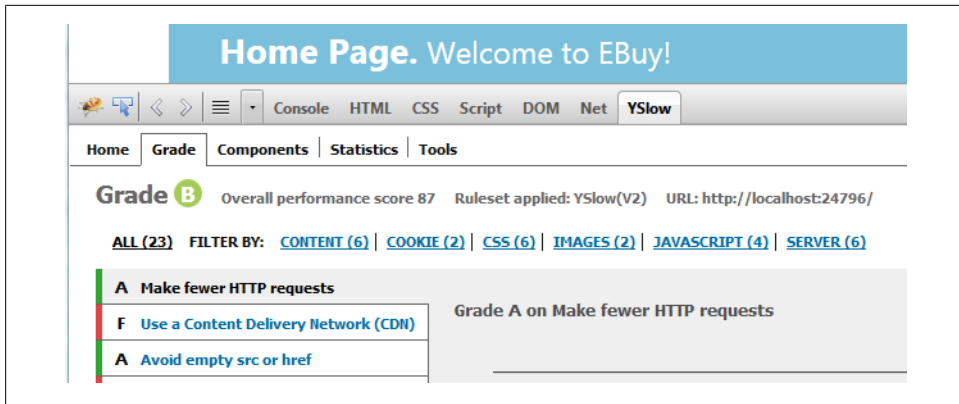 Home Page. Welcome to EBuy!
Console HTML CSS Script DOM Net YSlow
Home Grade Components Statistics Tools
Grade B Overall performance score 87 Ruleset applied: YSlow(V2) URL: http://localhost:24796/
ALL (23) FILTER BY: CONTENT (6) | COOKIE (2) | CSS (6) | IMAGES (2) | JAVASCRIPT (4) | SERVER (6)
A Make fewer HTTP requests
Grade A on Make fewer HTTP requests
F Use a Content Delivery Network (CDN)
A Avoid empty src or href